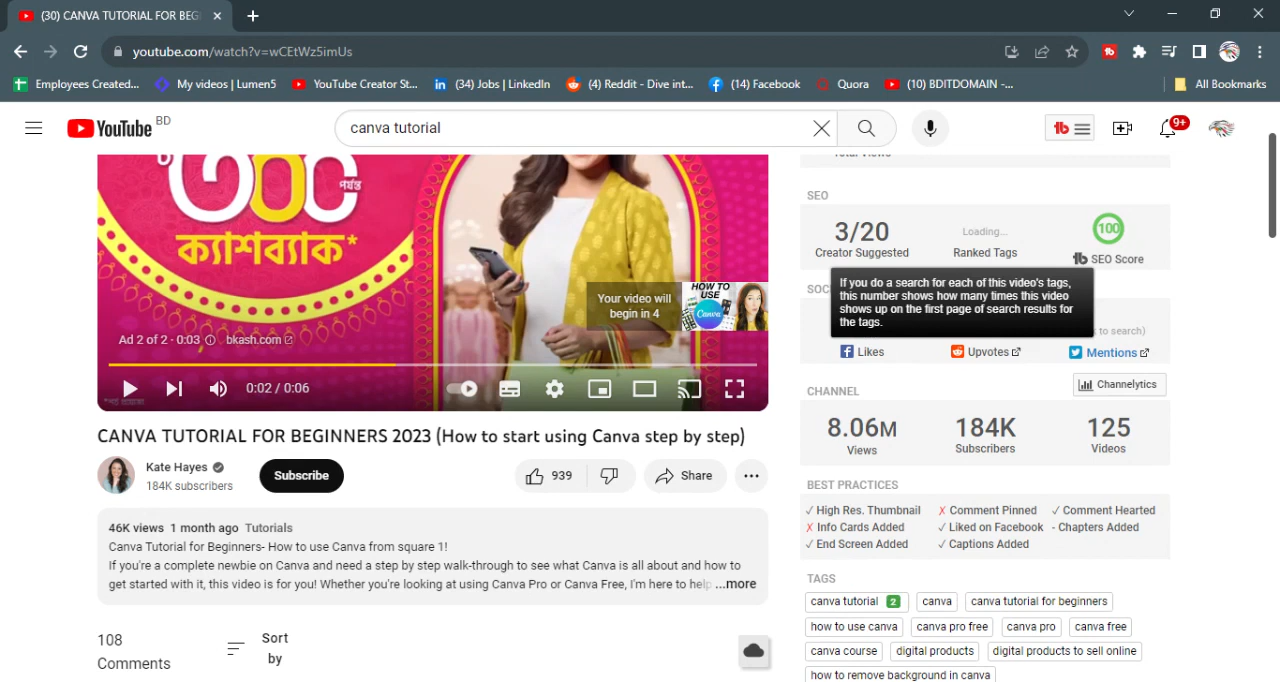 (30) CANVA TUTORIAL FOR BEG
youtube.com/watch?v=wCEtWz5imUs
Employees Created...
My videos | Lumen5
YouTube Creator St...
(34) Jobs | LinkedIn
(4) Reddit - Dive int...
(14) Facebook
Quora
(10) BDITDOMAIN -...
All Bookmarks
YouTube BD
canva tutorial
9+
Total Views
৩০০
পর্যন্ত
ক্যাশব্যাক*
Your video will
begin in 4
HOW TO
USE
Canva
Ad 2 of 2 · 0:03
bkash.com
0:02 / 0:06
CANVA TUTORIAL FOR BEGINNERS 2023 (How to start using Canva step by step)
Kate Hayes
184K subscribers
Subscribe
939
Share
46K views 1 month ago Tutorials
Canva Tutorial for Beginners- How to use Canva from square 1!
If you're a complete newbie on Canva and need a step by step walk-through to see what Canva is all about and how to
get started with it, this video is for you! Whether you're looking at using Canva Pro or Canva Free, I'm here to help ...more
108
Comments
Sort
by
SEO
3/20
Creator Suggested
Loading...
Ranked Tags
100
tb SEO Score
If you do a search for each of this video's tags,
this number shows how many times this video
shows up on the first page of search results for
the tags.
to search)
Likes
Upvotes
Mentions
CHANNEL
Channelytics
8.06M
Views
184K
Subscribers
125
Videos
BEST PRACTICES
✓ High Res. Thumbnail
✗ Comment Pinned
✓ Comment Hearted
✗ Info Cards Added
✓ Liked on Facebook
- Chapters Added
✓ End Screen Added
✓ Captions Added
TAGS
canva tutorial 2
canva
canva tutorial for beginners
how to use canva
canva pro free
canva pro
canva free
canva course
digital products
digital products to sell online
how to remove background in canva